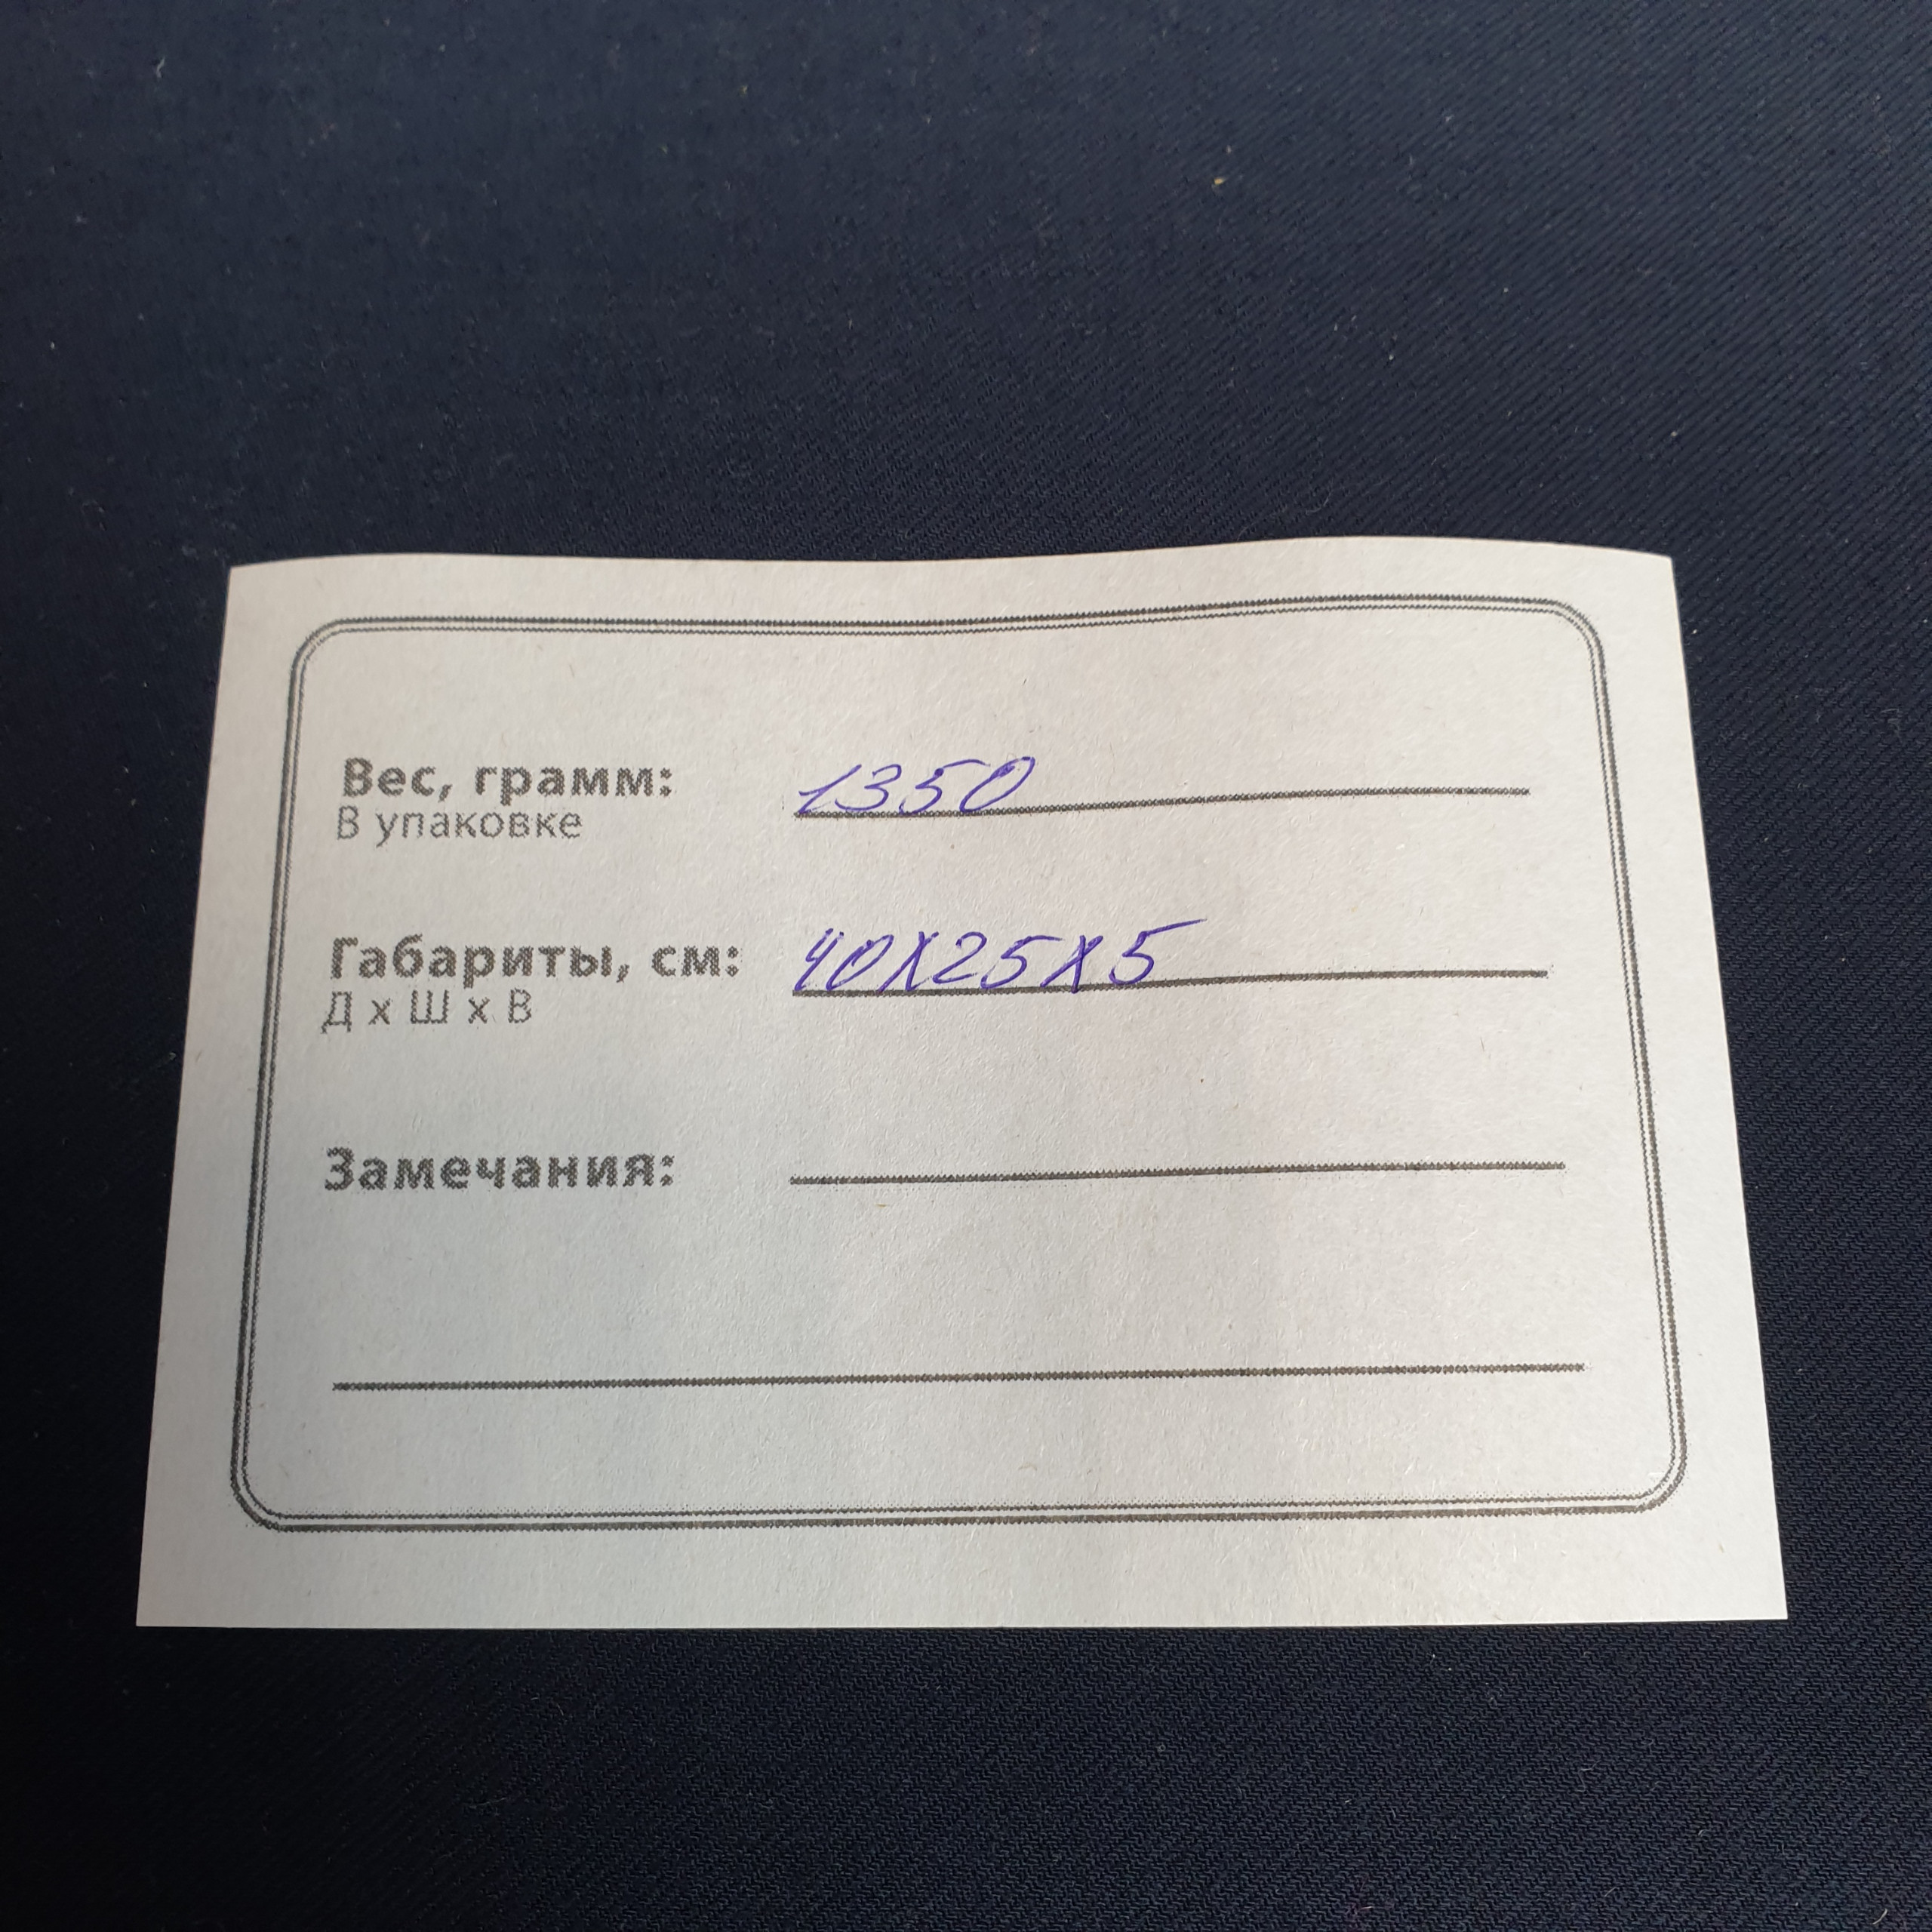 Вес, грамм: 1350
В упаковке
Габариты, см: 40х25х5
Д х Ш х В
Замечания: